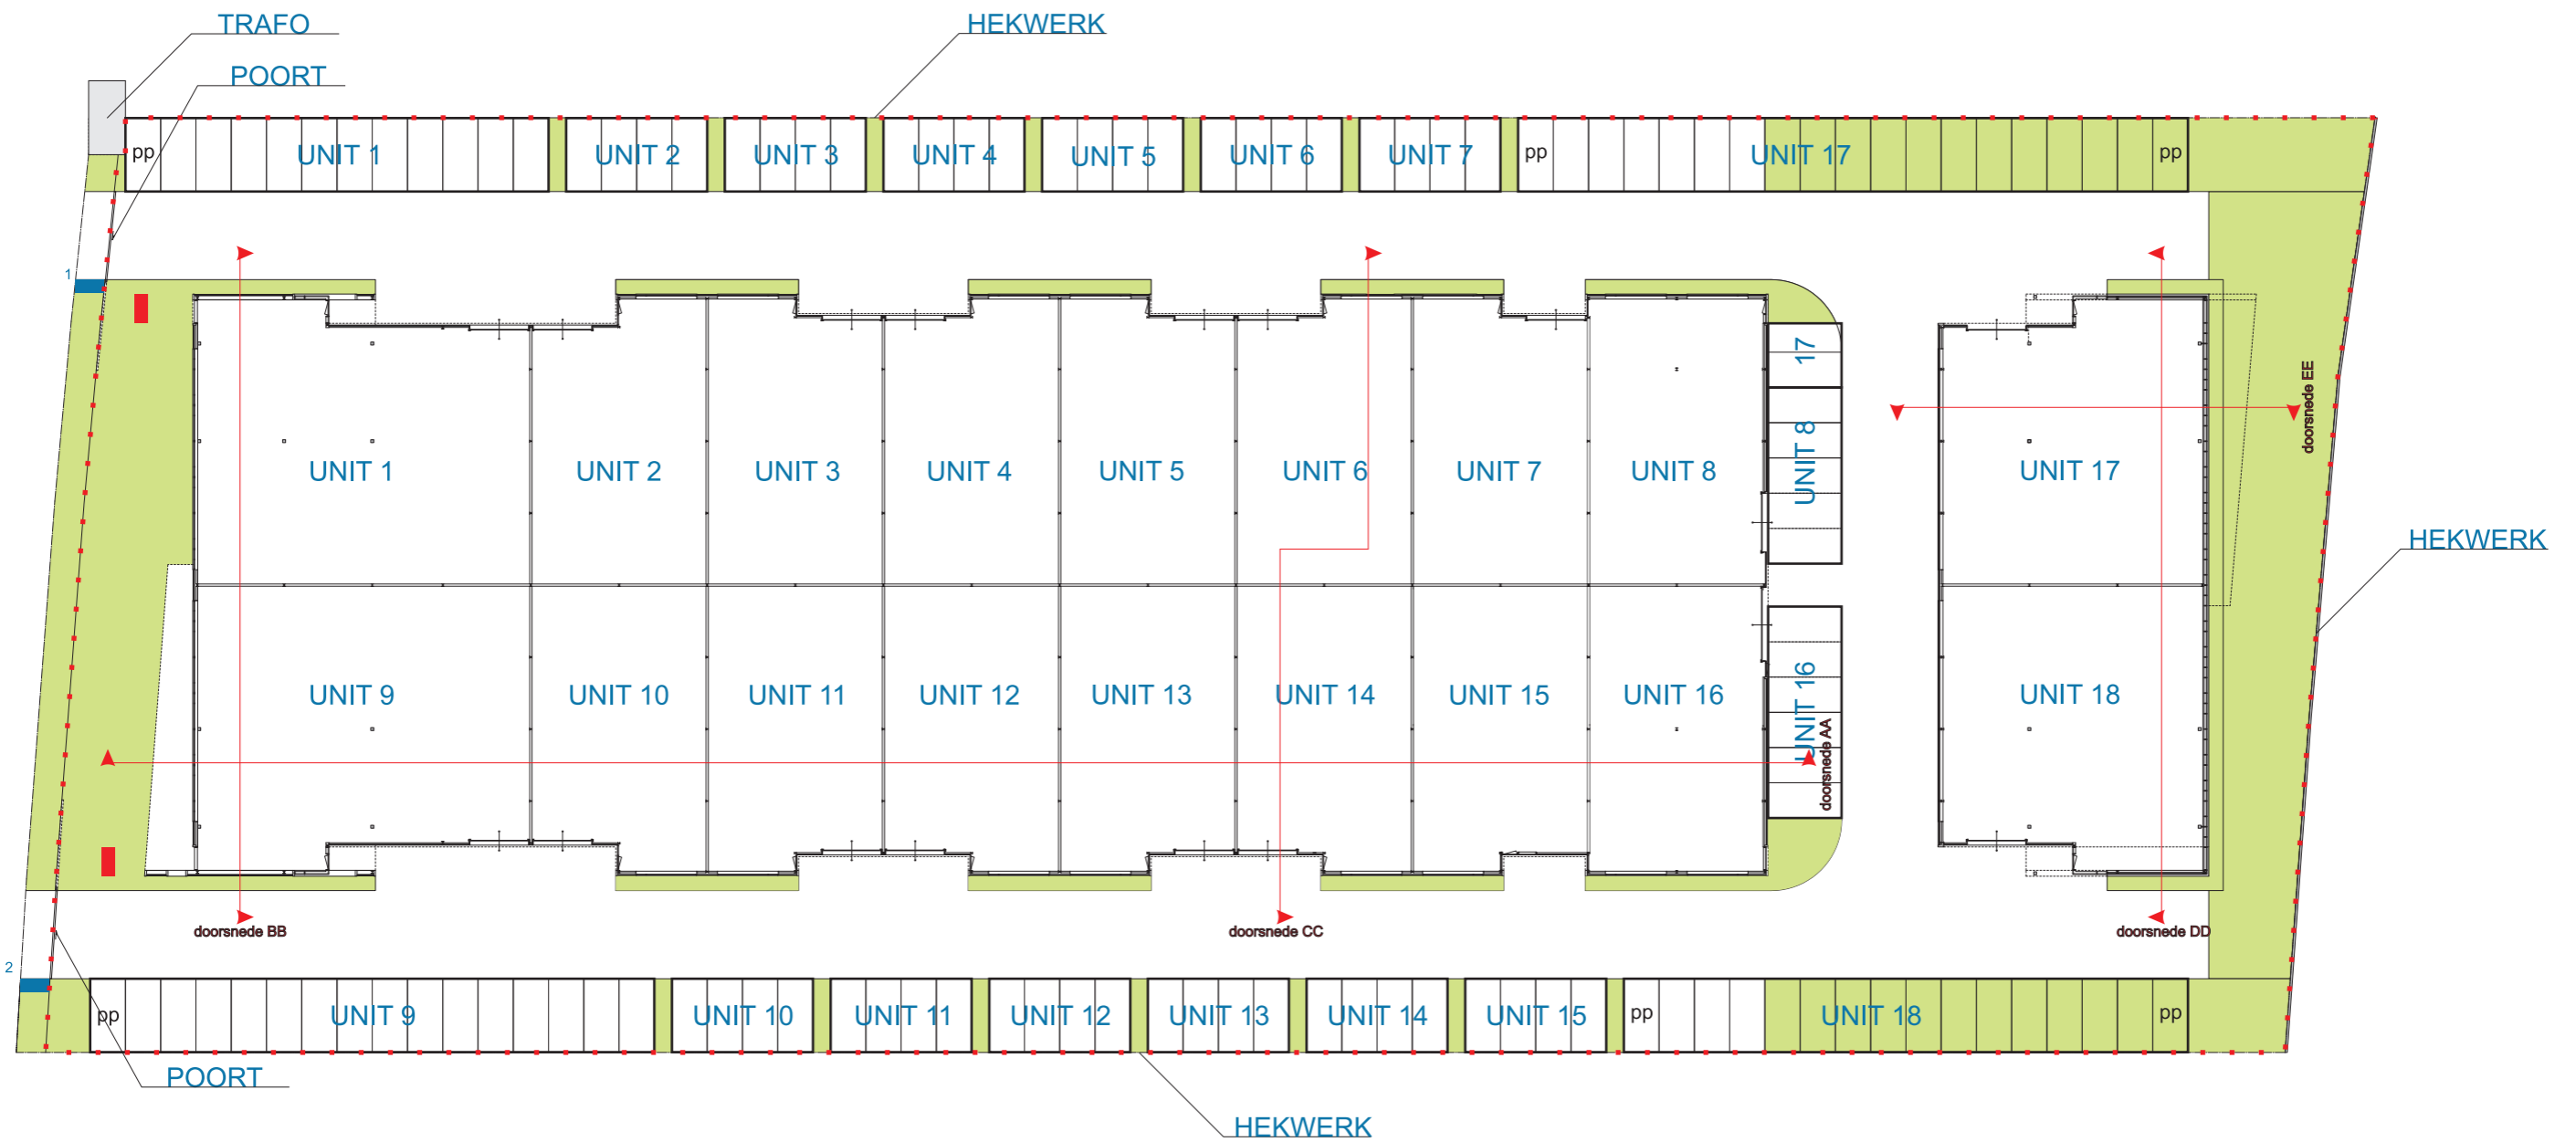 TRAFO
HEKWERK
POORT
pp
UNIT 1
UNIT 2
UNIT 3
UNIT 4
UNIT 5
UNIT 6
UNIT 7
pp
UNIT 17
pp
1
17
UNIT 8
doorsnede EE
UNIT 1
UNIT 2
UNIT 3
UNIT 4
UNIT 5
UNIT 6
UNIT 7
UNIT 8
UNIT 17
HEKWERK
UNIT 9
UNIT 10
UNIT 11
UNIT 12
UNIT 13
UNIT 14
UNIT 15
UNIT 16
UNIT 16
doorsnede AA
UNIT 18
doorsnede BB
doorsnede CC
doorsnede DD
2
pp
UNIT 9
UNIT 10
UNIT 11
UNIT 12
UNIT 13
UNIT 14
UNIT 15
pp
UNIT 18
pp
POORT
HEKWERK